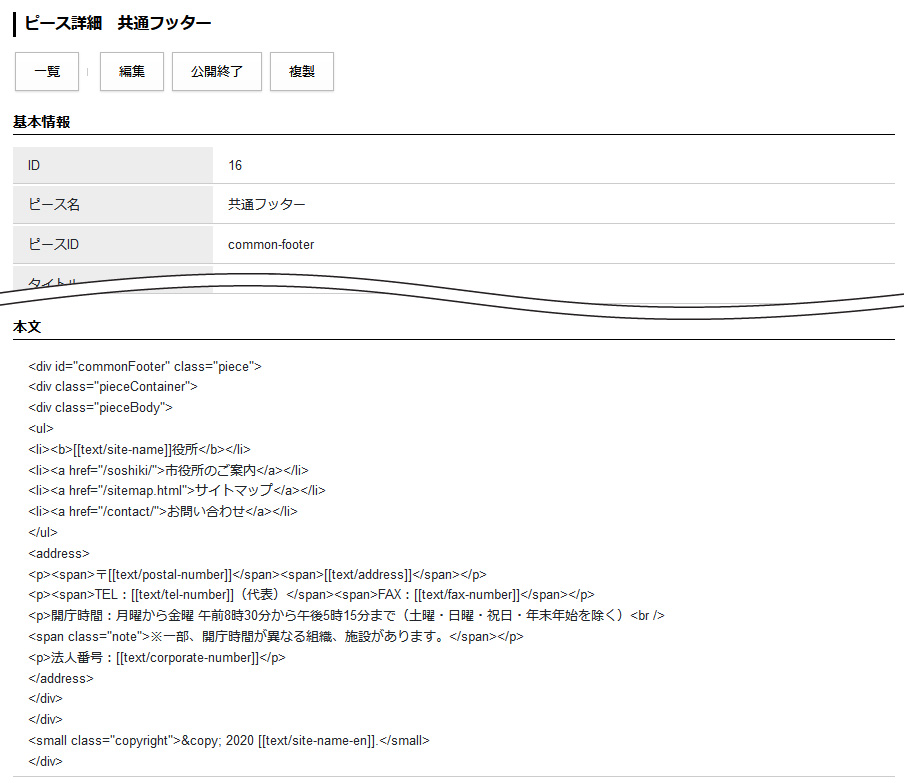 ピース詳細　共通フッター
一覧 編集 公開終了 複製
基本情報
ID 16
ピース名 共通フッター
ピースID common-footer
タイトル
本文
<div id="commonFooter" class="piece">
<div class="pieceContainer">
<div class="pieceBody">
<ul>
<li><b>[[text/site-name]]役所</b></li>
<li><a href="/soshiki/">市役所のご案内</a></li>
<li><a href="/sitemap.html">サイトマップ</a></li>
<li><a href="/contact/">お問い合わせ</a></li>
</ul>
<address>
<p><span>〒[[text/postal-number]]</span><span>[[text/address]]</span></p>
<p><span>TEL：[[text/tel-number]]（代表）</span><span>FAX：[[text/fax-number]]</span></p>
<p>開庁時間：月曜から金曜 午前8時30分から午後5時15分まで（土曜・日曜・祝日・年末年始を除く）<br />
<span class="note">※一部、開庁時間が異なる組織、施設があります。</span></p>
<p>法人番号：[[text/corporate-number]]</p>
</address>
</div>
</div>
<small class="copyright">&copy; 2020 [[text/site-name-en]].</small>
</div>